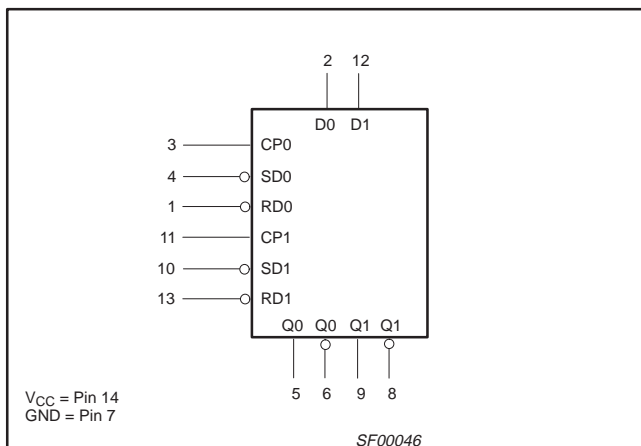 2 12
D0 D1
3 CP0
4 SD0
1 RD0
11 CP1
10 SD1
13 RD1
Q0 Q0 Q1 Q1
5 6 9 8
VCC = Pin 14
GND = Pin 7
SF00046